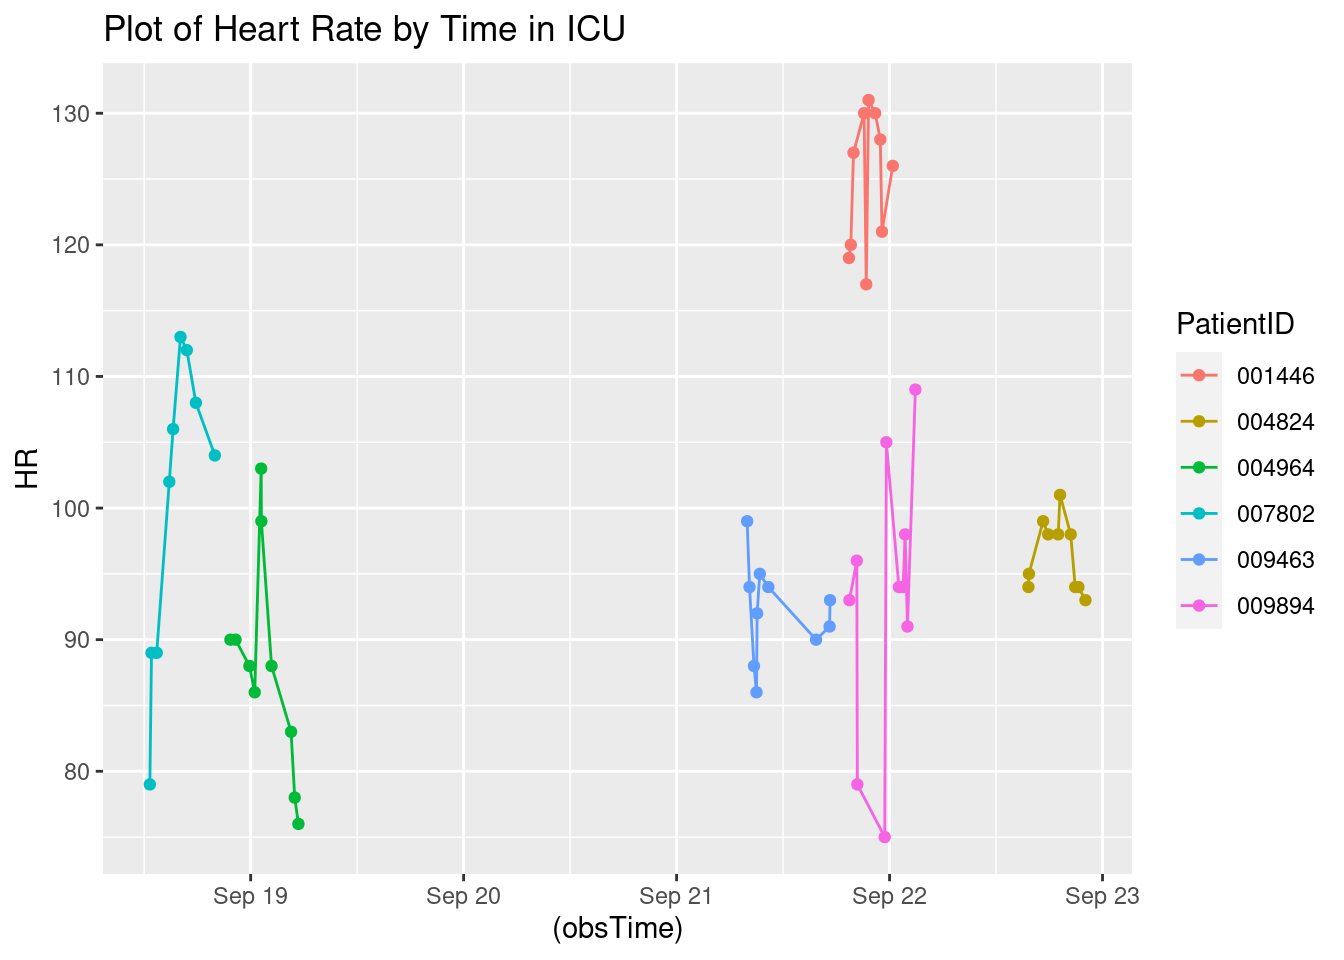 Plot of Heart Rate by Time in ICU
130
120
110
100
90
80
HR
Sep 19 Sep 20 Sep 21 Sep 22 Sep 23
(obsTime)
PatientID
001446
004824
004964
007802
009463
009894